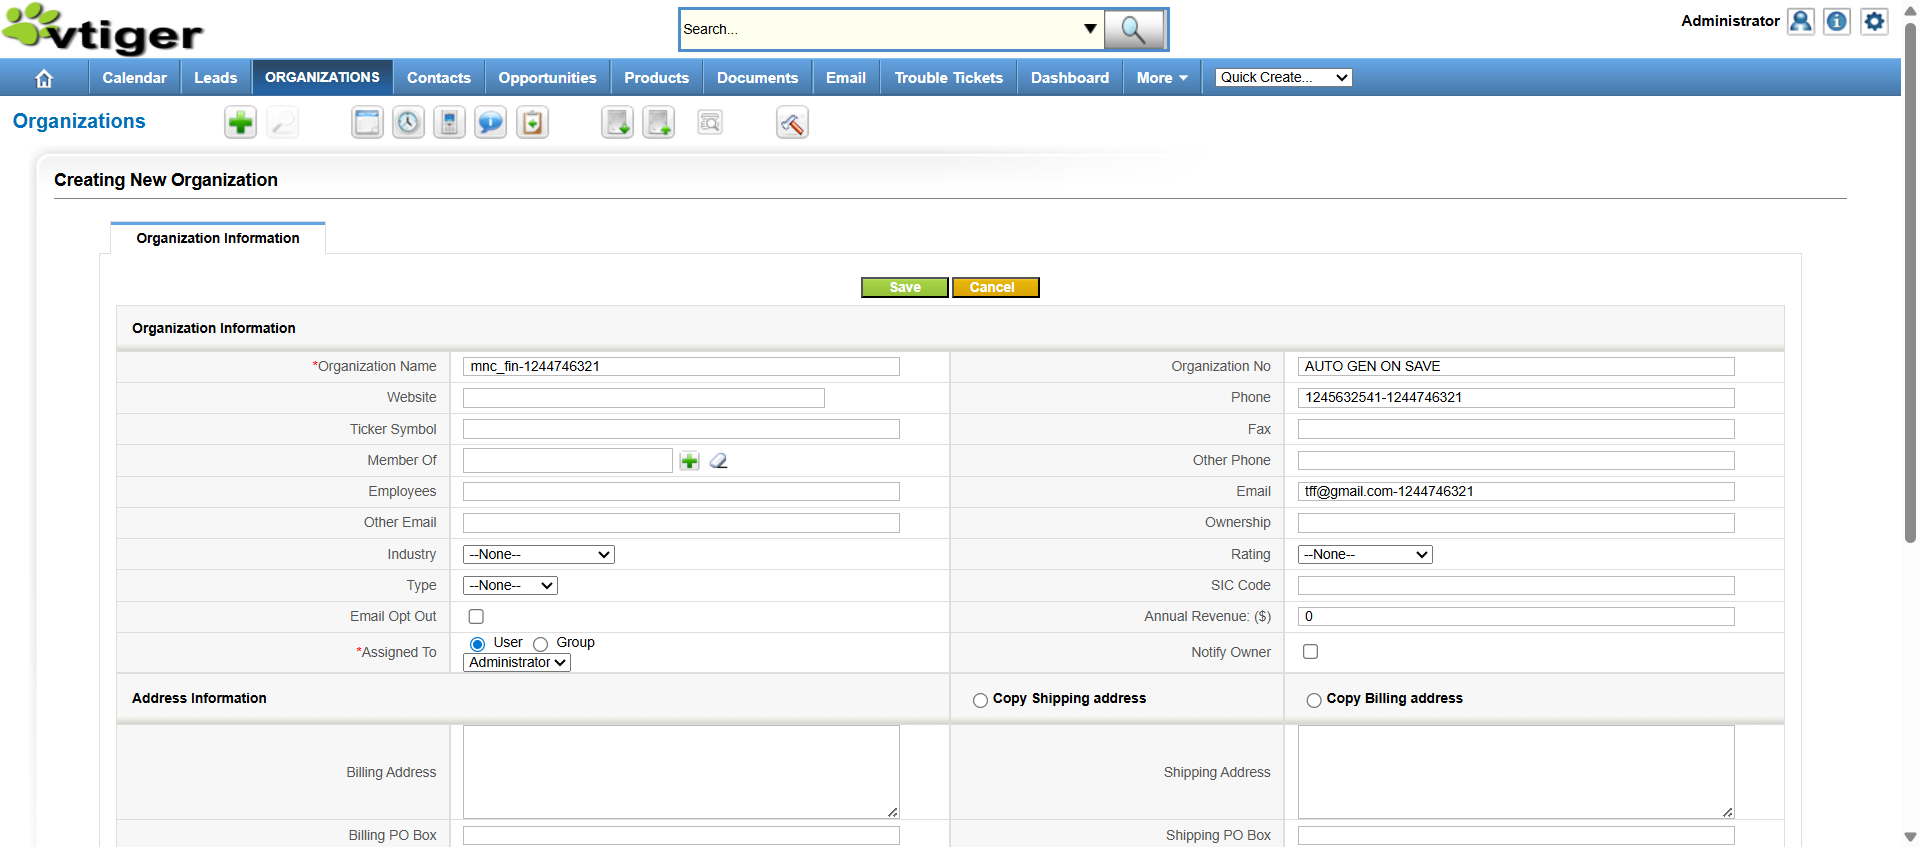 vtiger
Search...
Administrator
Calendar Leads ORGANIZATIONS Contacts Opportunities Products Documents Email Trouble Tickets Dashboard More Quick Create...
Organizations
Creating New Organization
Organization Information
Save Cancel
Organization Information
*Organization Name mnc_fin-1244746321 Organization No AUTO GEN ON SAVE
Website Phone 1245632541-1244746321
Ticker Symbol Fax
Member Of Other Phone
Employees Email tff@gmail.com-1244746321
Other Email Ownership
Industry --None-- Rating --None--
Type --None-- SIC Code
Email Opt Out Annual Revenue: ($) 0
*Assigned To User Group Administrator Notify Owner
Address Information Copy Shipping address Copy Billing address
Billing Address Shipping Address
Billing PO Box Shipping PO Box